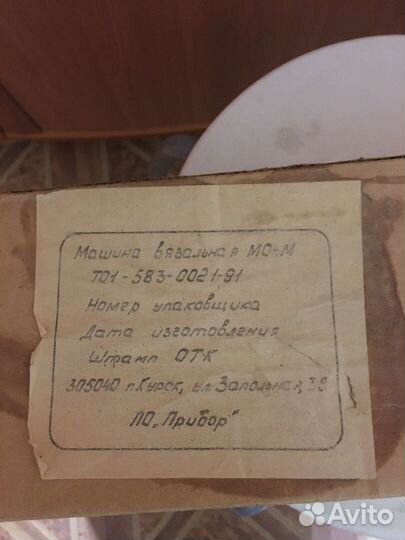 Машина вязальная МО-М
ТО1-583-0021-91
Номер упаковщика
Дата изготовления
Штамп ОТК
305040 г.Курск, ул.Запольная, 39
ПО„Прибор"
Avito